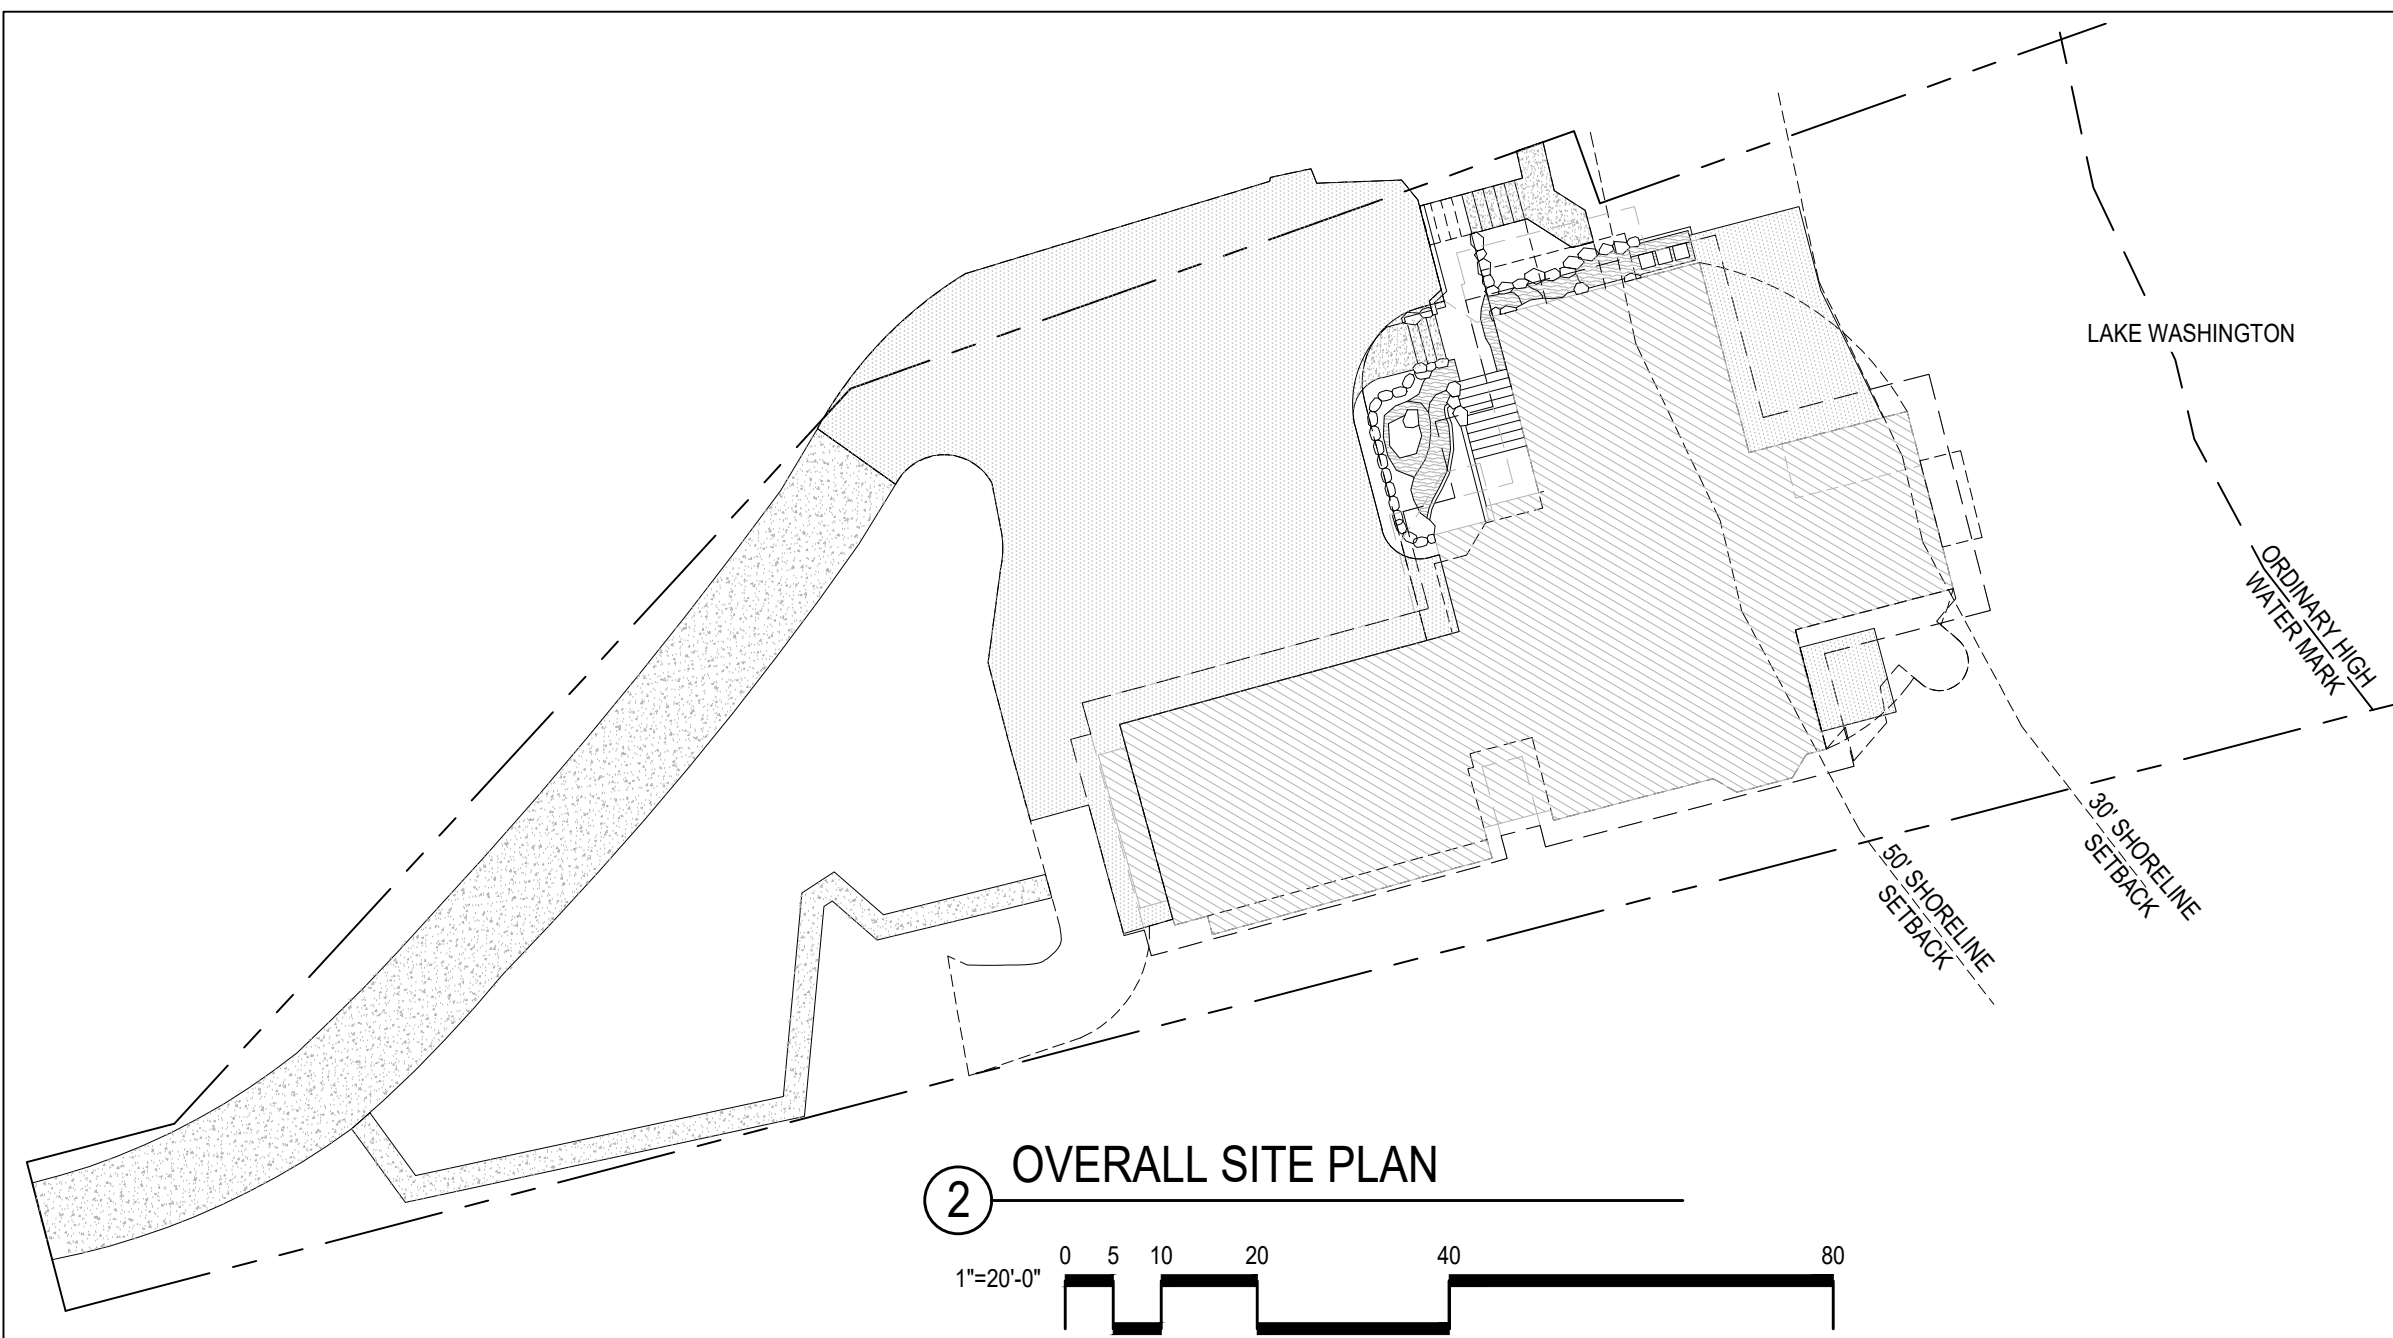 LAKE WASHINGTON
ORDINARY HIGH
WATER MARK
30' SHORELINE
SETBACK
50' SHORELINE
SETBACK
OVERALL SITE PLAN
2
0 5 10 20 40 80
1"=20'-0"